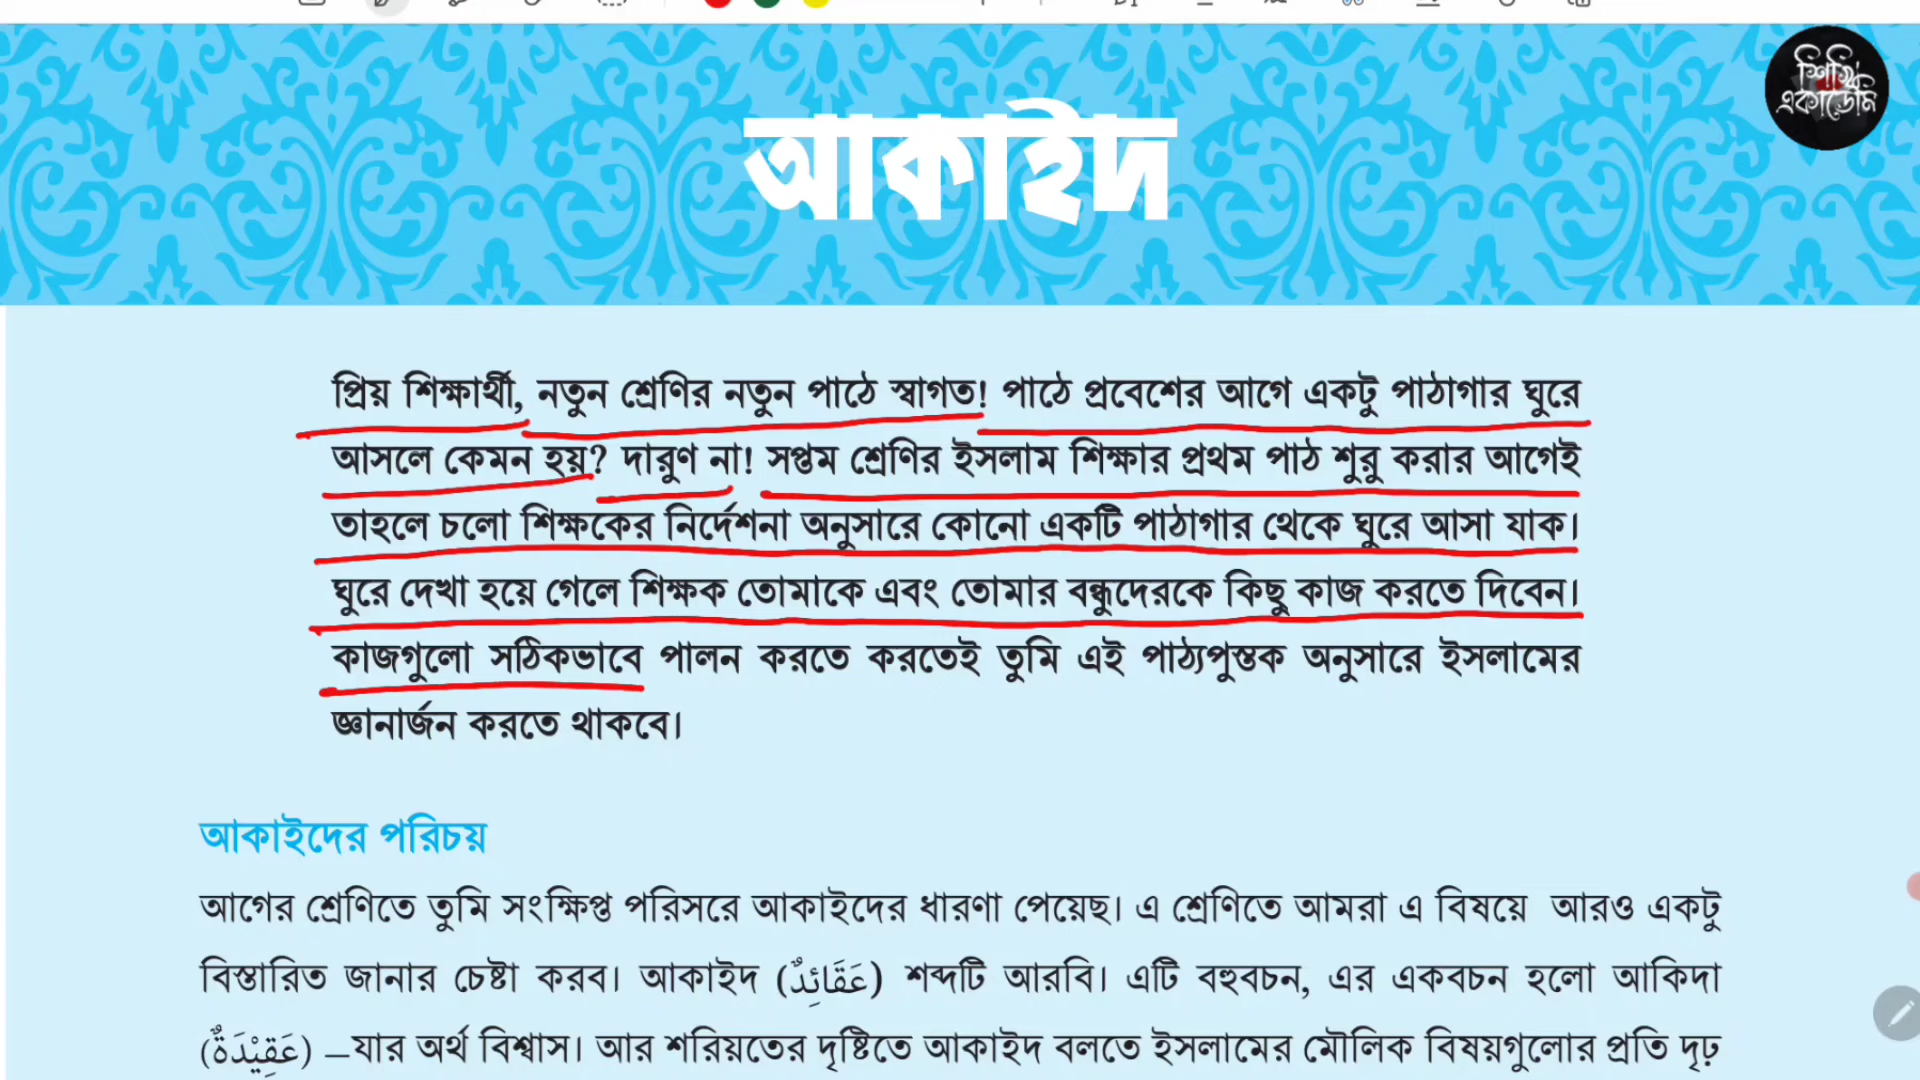 শিখি একাডেমি
আকাইদ
প্রিয় শিক্ষার্থী, নতুন শ্রেণির নতুন পাঠে স্বাগত! পাঠে প্রবেশের আগে একটু পাঠাগার ঘুরে
আসলে কেমন হয়? দারুণ না! সপ্তম শ্রেণির ইসলাম শিক্ষার প্রথম পাঠ শুরু করার আগেই
তাহলে চলো শিক্ষকের নির্দেশনা অনুসারে কোনো একটি পাঠাগার থেকে ঘুরে আসা যাক।
ঘুরে দেখা হয়ে গেলে শিক্ষক তোমাকে এবং তোমার বন্ধুদেরকে কিছু কাজ করতে দিবেন।
কাজগুলো সঠিকভাবে পালন করতে করতেই তুমি এই পাঠ্যপুস্তক অনুসারে ইসলামের
জ্ঞানার্জন করতে থাকবে।
আকাইদের পরিচয়
আগের শ্রেণিতে তুমি সংক্ষিপ্ত পরিসরে আকাইদের ধারণা পেয়েছ। এ শ্রেণিতে আমরা এ বিষয়ে আরও একটু
বিস্তারিত জানার চেষ্টা করব। আকাইদ (عَقَائِدٌ) শব্দটি আরবি। এটি বহুবচন, এর একবচন হলো আকিদা
(عَقِيْدَةٌ) –যার অর্থ বিশ্বাস। আর শরিয়তের দৃষ্টিতে আকাইদ বলতে ইসলামের মৌলিক বিষয়গুলোর প্রতি দৃঢ়